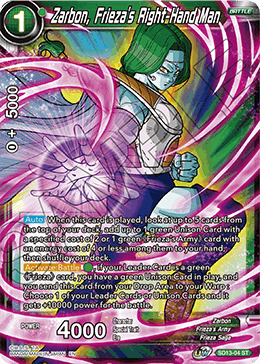 1
Zarbon, Frieza's Right-Hand Man
BATTLE
0 + 5000
Auto When this card is played, look at up to 5 cards from
the top of your deck, add up to 1 green Unison Card with
a specified cost of 2 or 1 green ‹Frieza's Army› card with
an energy cost of 4 or less among them to your hand,
then shuffle your deck.
Activate: Battle If your Leader Card is a green
‹Frieza› card, you have a green Unison Card in play, and
you send this card from your Drop Area to your Warp :
Choose 1 of your Leader Cards or Unison Cards and it
gets +10000 power for the battle.
POWER 4000
Character Zarbon
Special Trait Frieza's Army
Era Frieza Saga
SD13-04 ST